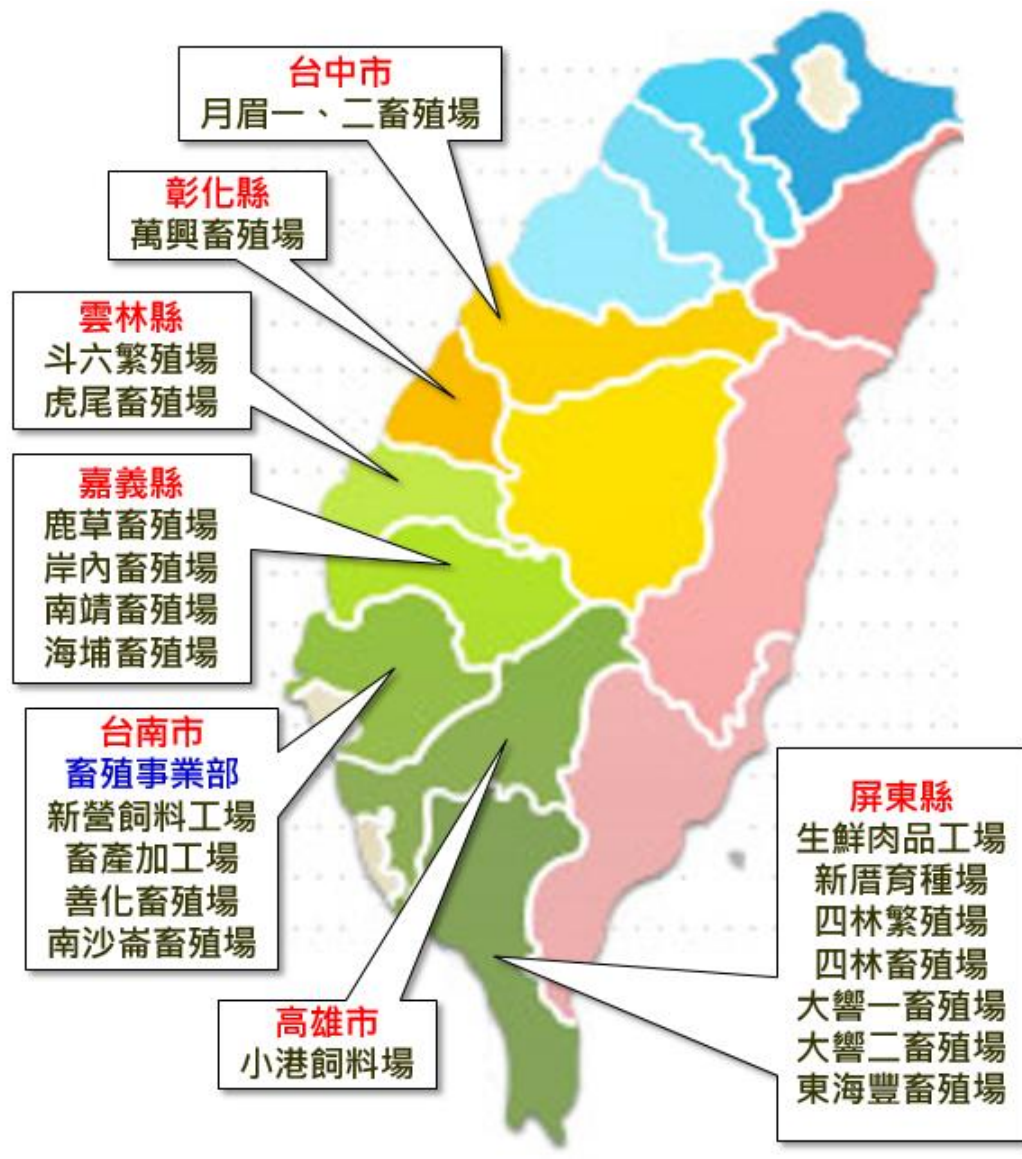 台中市
月眉一、二畜殖場
彰化縣
萬興畜殖場
雲林縣
斗六繁殖場
虎尾畜殖場
嘉義縣
鹿草畜殖場
岸內畜殖場
南靖畜殖場
海埔畜殖場
台南市
畜殖事業部
新營飼料工場
畜產加工場
善化畜殖場
南沙崙畜殖場
高雄市
小港飼料場
屏東縣
生鮮肉品工場
新厝育種場
四林繁殖場
四林畜殖場
大響一畜殖場
大響二畜殖場
東海豐畜殖場